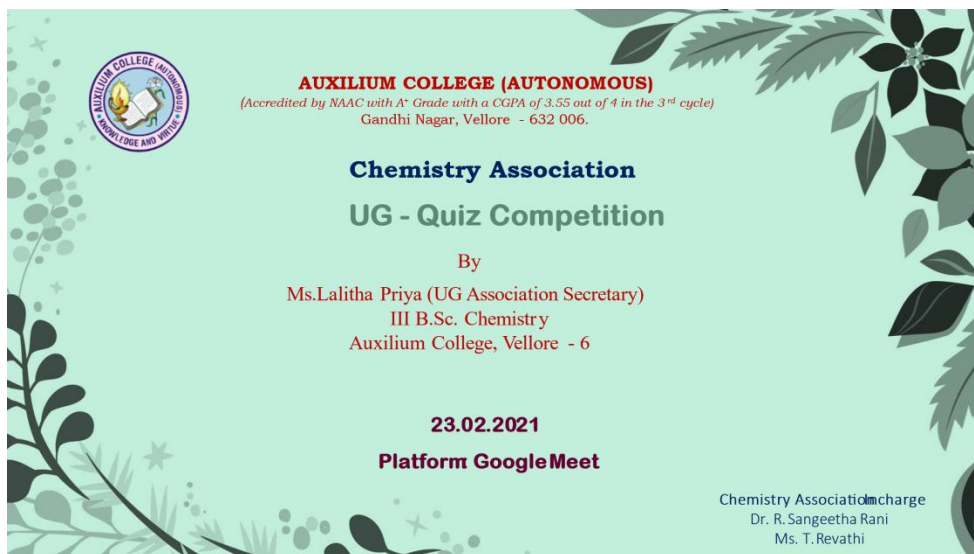 AUXILIUM COLLEGE (AUTONOMOUS)
KNOWLEDGE AND VIRTUE
AUXILIUM COLLEGE (AUTONOMOUS)
(Accredited by NAAC with A+ Grade with a CGPA of 3.55 out of 4 in the 3rd cycle)
Gandhi Nagar, Vellore - 632 006.
Chemistry Association
UG - Quiz Competition
By
Ms.Lalitha Priya (UG Association Secretary)
III B.Sc. Chemistry
Auxilium College, Vellore - 6
23.02.2021
Platform: GoogleMeet
Chemistry Association Incharge
Dr. R. Sangeetha Rani
Ms. T. Revathi